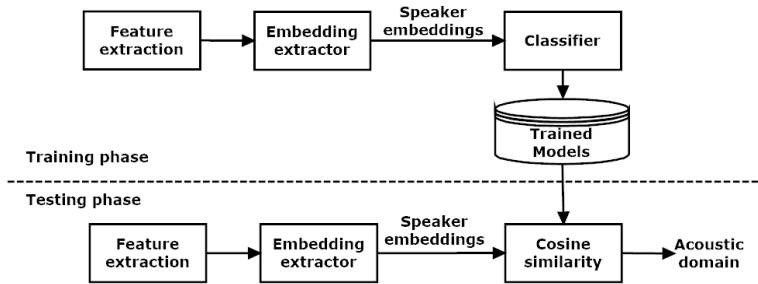 Feature
extraction
Embedding
extractor
Speaker
embeddings
Classifier
Trained
Models
Training phase
Testing phase
Feature
extraction
Embedding
extractor
Speaker
embeddings
Cosine
similarity
Acoustic
domain